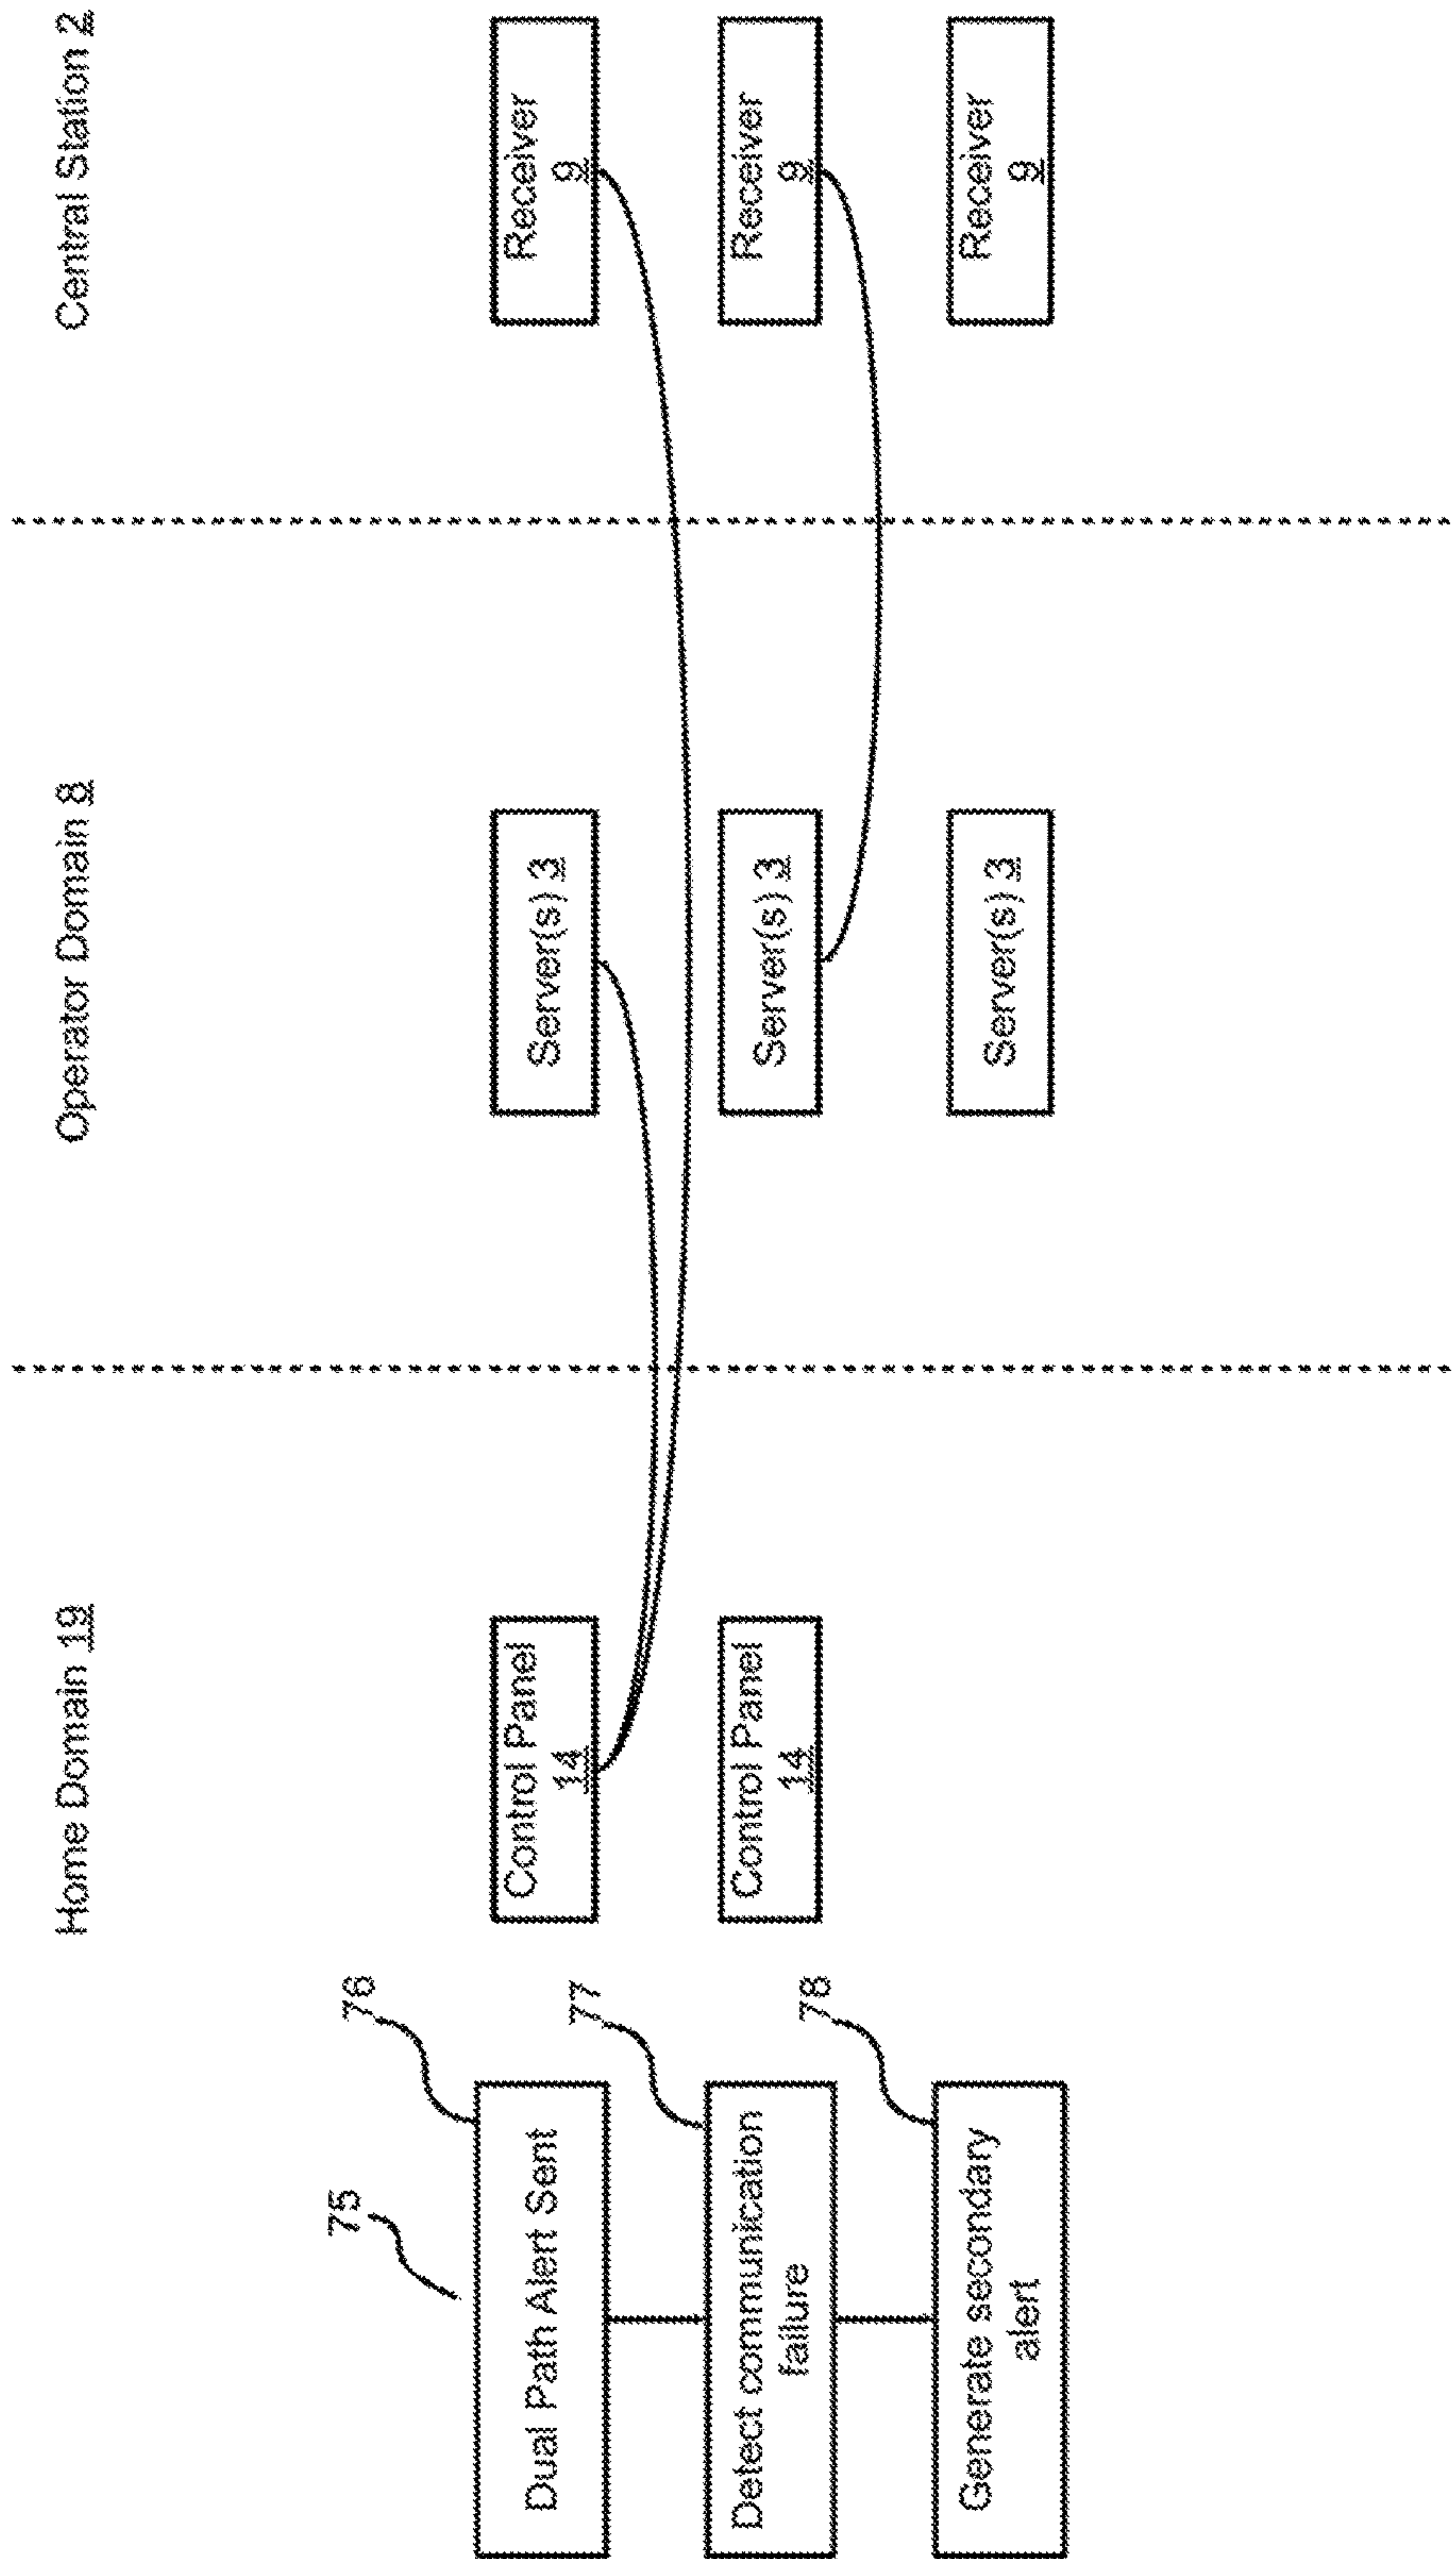 Home Domain 19
Operator Domain 8
Central Station 2
75
76
Dual Path Alert Sent
Control Panel
14
Server(s) 3
Receiver
9
77
Detect communication
failure
Control Panel
14
Server(s) 3
Receiver
9
78
Generate secondary
alert
Server(s) 3
Receiver
9